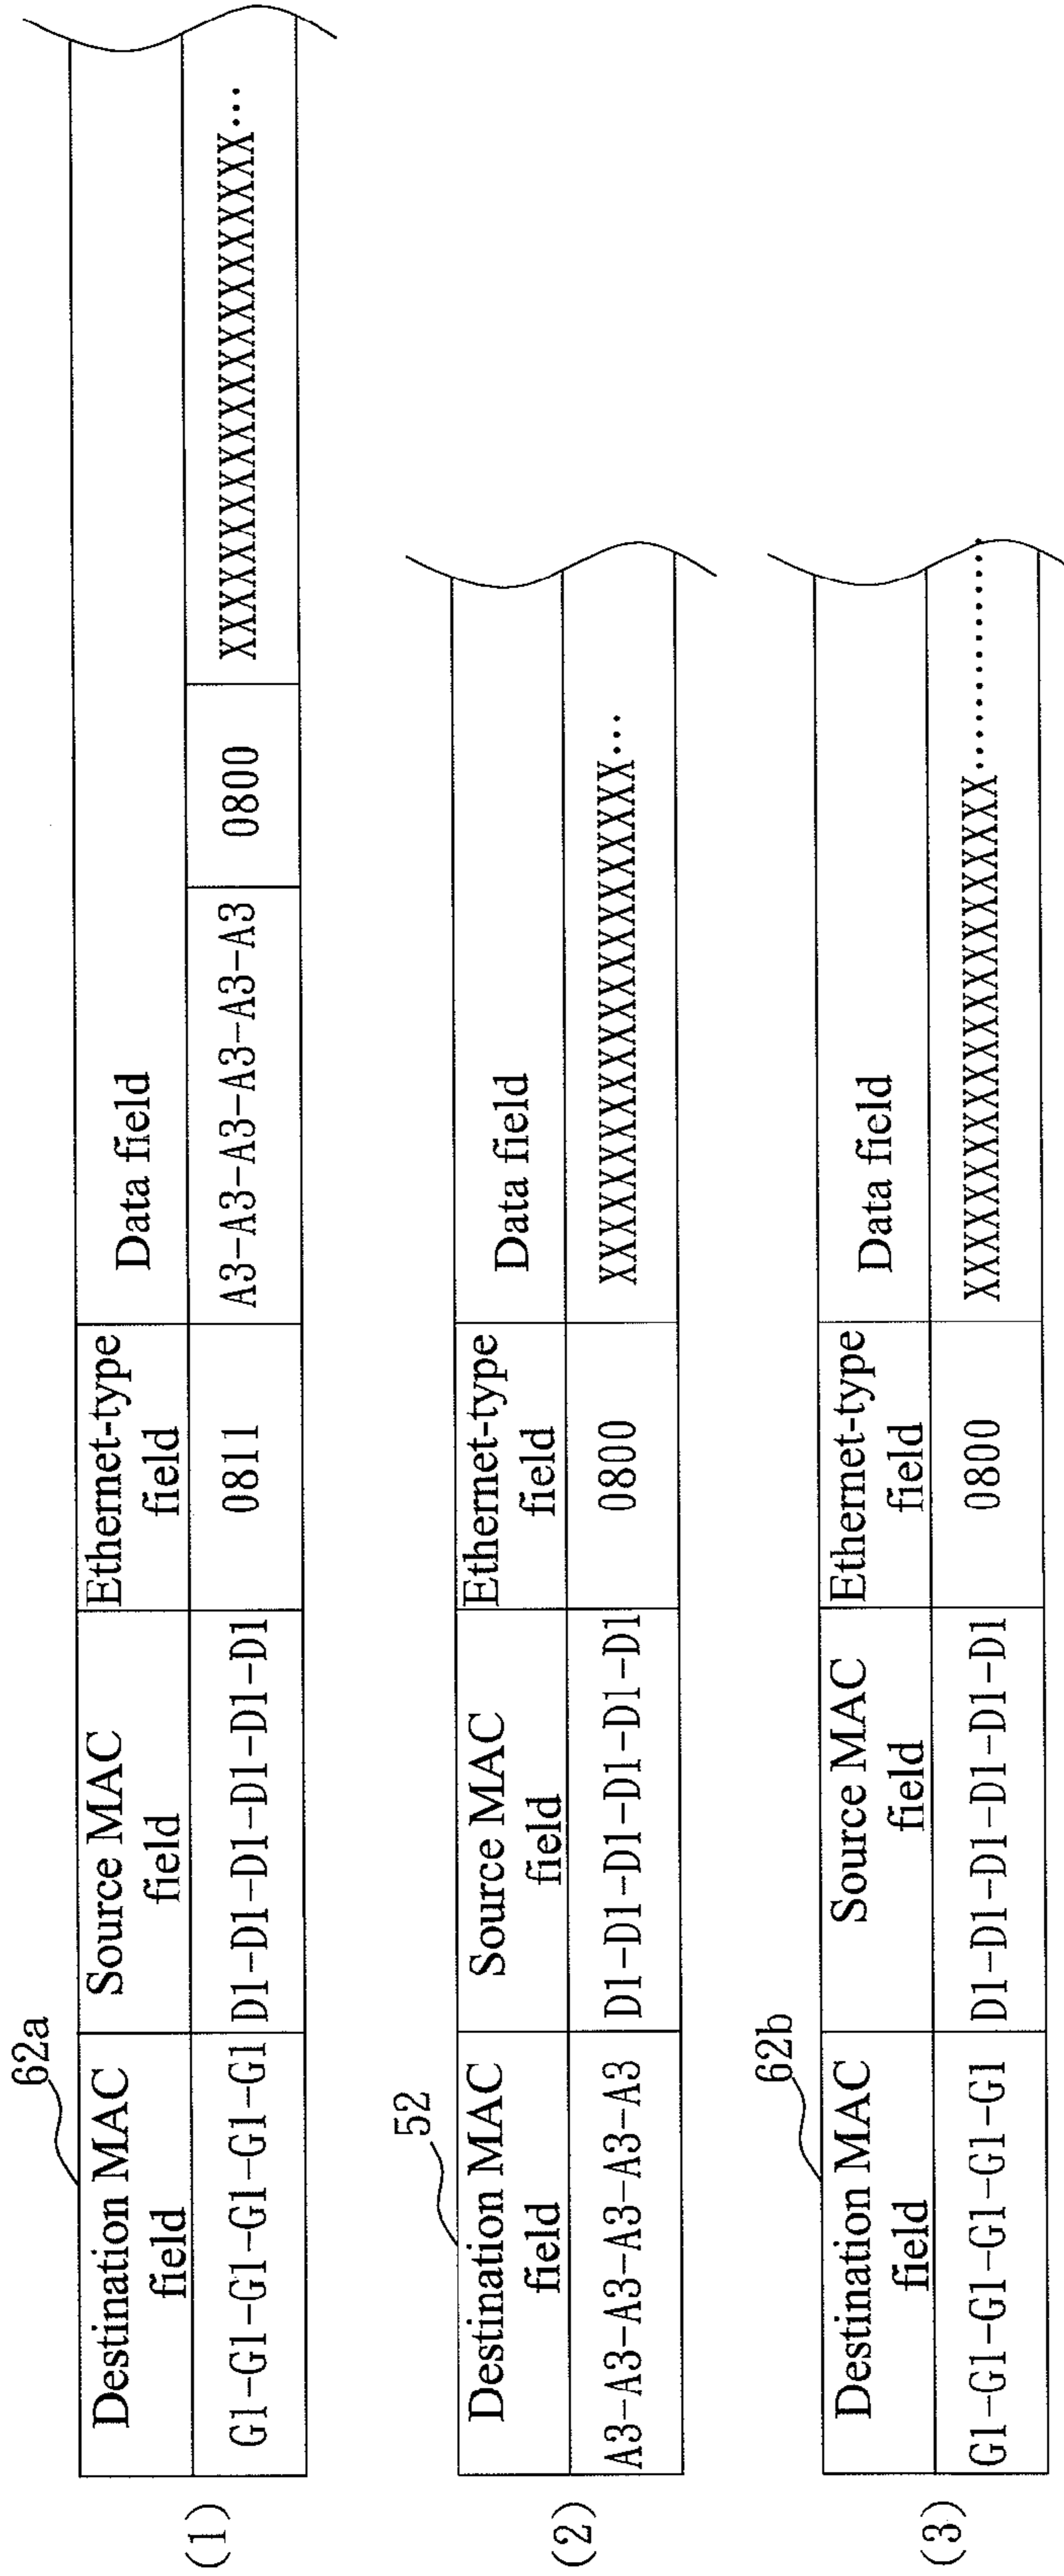 (1)
62a
Destination MAC
field
Source MAC
field
Ethernet-type
field
Data field
G1-G1-G1-G1-G1-G1
D1-D1-D1-D1-D1-D1
0811
A3-A3-A3-A3-A3-A3
0800
XXXXXXXXXXXXXXXXXXXXXXXX...
(2)
52
Destination MAC
field
Source MAC
field
Ethernet-type
field
Data field
A3-A3-A3-A3-A3-A3
D1-D1-D1-D1-D1-D1
0800
XXXXXXXXXXXXXXXXXXXXXXXX...
(3)
62b
Destination MAC
field
Source MAC
field
Ethernet-type
field
Data field
G1-G1-G1-G1-G1-G1
D1-D1-D1-D1-D1-D1
0800
XXXXXXXXXXXXXXXXXXXXXXXX............